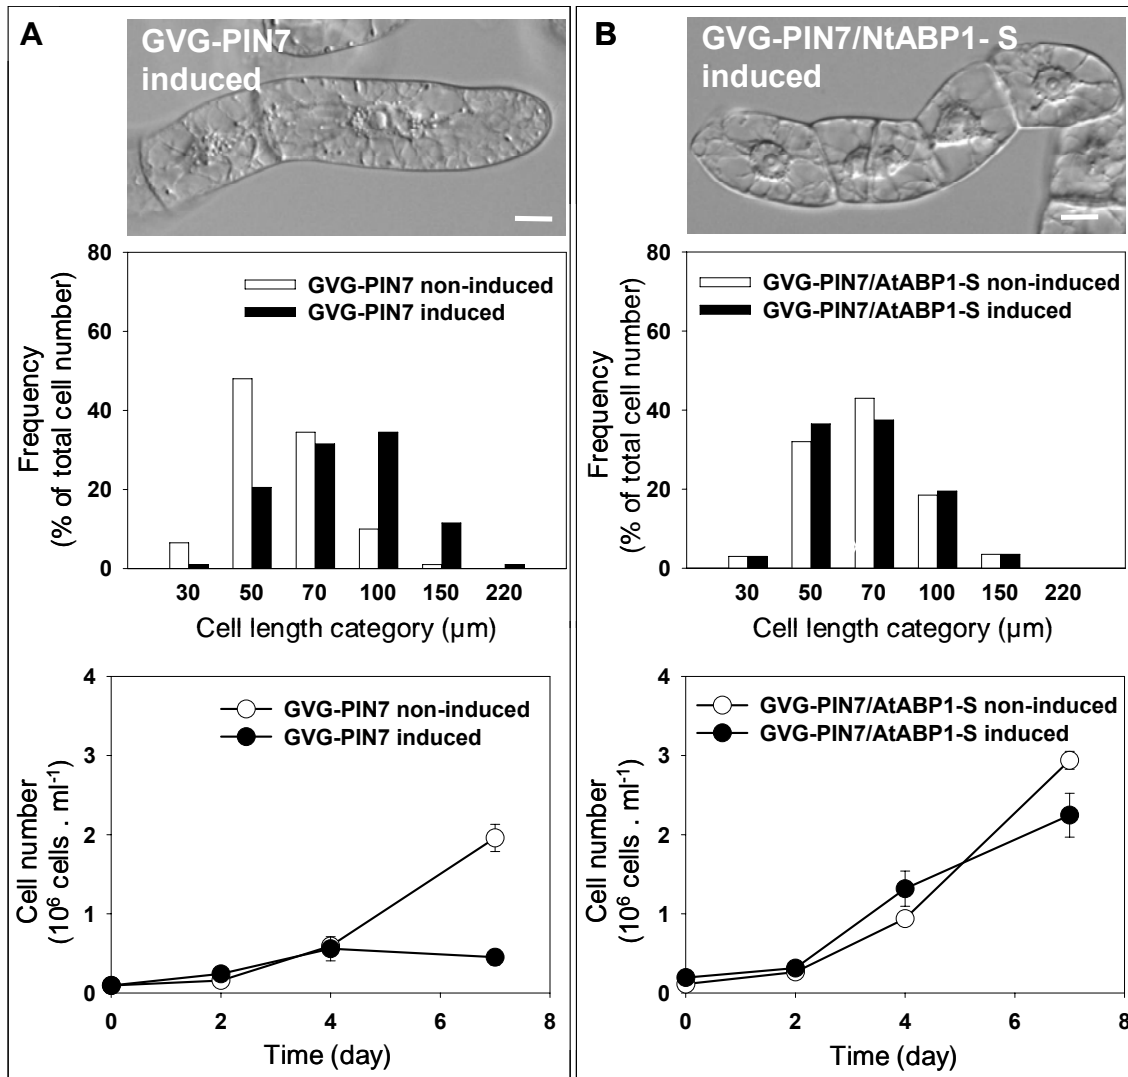 A
GVG-PIN7
induced
80
60
40
20
0
Frequency
(% of total cell number)
GVG-PIN7 non-induced
GVG-PIN7 induced
30 50 70 100 150 220
Cell length category (µm)
4
3
2
1
0
Cell number
(10⁶ cells . ml⁻¹)
GVG-PIN7 non-induced
GVG-PIN7 induced
0 2 4 6 8
Time (day)
B
GVG-PIN7/NtABP1- S
induced
80
60
40
20
0
Frequency
(% of total cell number)
GVG-PIN7/AtABP1-S non-induced
GVG-PIN7/AtABP1-S induced
30 50 70 100 150 220
Cell length category (µm)
4
3
2
1
0
Cell number
(10⁶ cells . ml⁻¹)
GVG-PIN7/AtABP1-S non-induced
GVG-PIN7/AtABP1-S induced
0 2 4 6 8
Time (day)